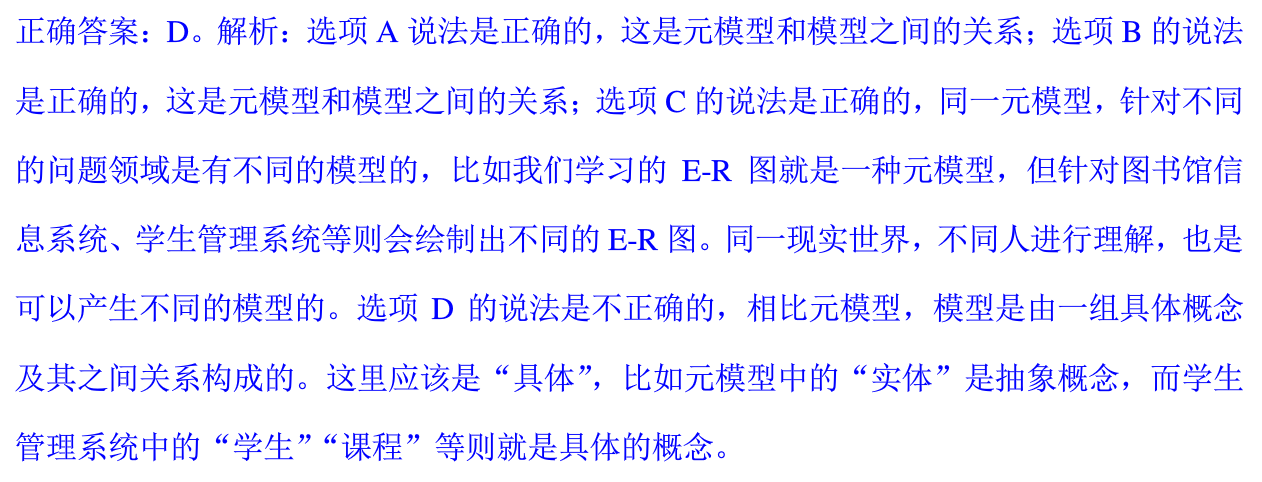 正确答案：D。解析：选项 A 说法是正确的，这是元模型和模型之间的关系；选项 B 的说法
是正确的，这是元模型和模型之间的关系；选项 C 的说法是正确的，同一元模型，针对不同
的问题领域是有不同的模型的，比如我们学习的 E-R 图就是一种元模型，但针对图书馆信
息系统、学生管理系统等则会绘制出不同的 E-R 图。同一现实世界，不同人进行理解，也是
可以产生不同的模型的。选项 D 的说法是不正确的，相比元模型，模型是由一组具体概念
及其之间关系构成的。这里应该是“具体”，比如元模型中的“实体”是抽象概念，而学生
管理系统中的“学生”“课程”等则就是具体的概念。